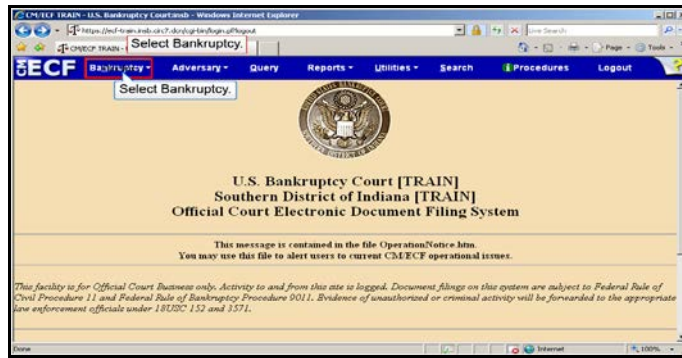 CM/ECF TRAIN - U.S. Bankruptcy Court:insb - Windows Internet Explorer
Live Search
CM/ECF TRAIN -
Select Bankruptcy.
Page
Tools
CM ECF Bankruptcy Adversary Query Reports Utilities Search Procedures Logout ?
Select Bankruptcy.
U.S. Bankruptcy Court [TRAIN]
Southern District of Indiana [TRAIN]
Official Court Electronic Document Filing System
This message is contained in the file OperationNotice.htm.
You may use this file to alert users to current CM/ECF operational issues.
This facility is for Official Court Business only. Activity to and from this site is logged. Document filings on this system are subject to Federal Rule of
Civil Procedure 11 and Federal Rule of Bankruptcy Procedure 9011. Evidence of unauthorized or criminal activity will be forwarded to the appropriate
law enforcement officials under 18USC 152 and 3571.
Done
Internet
100%